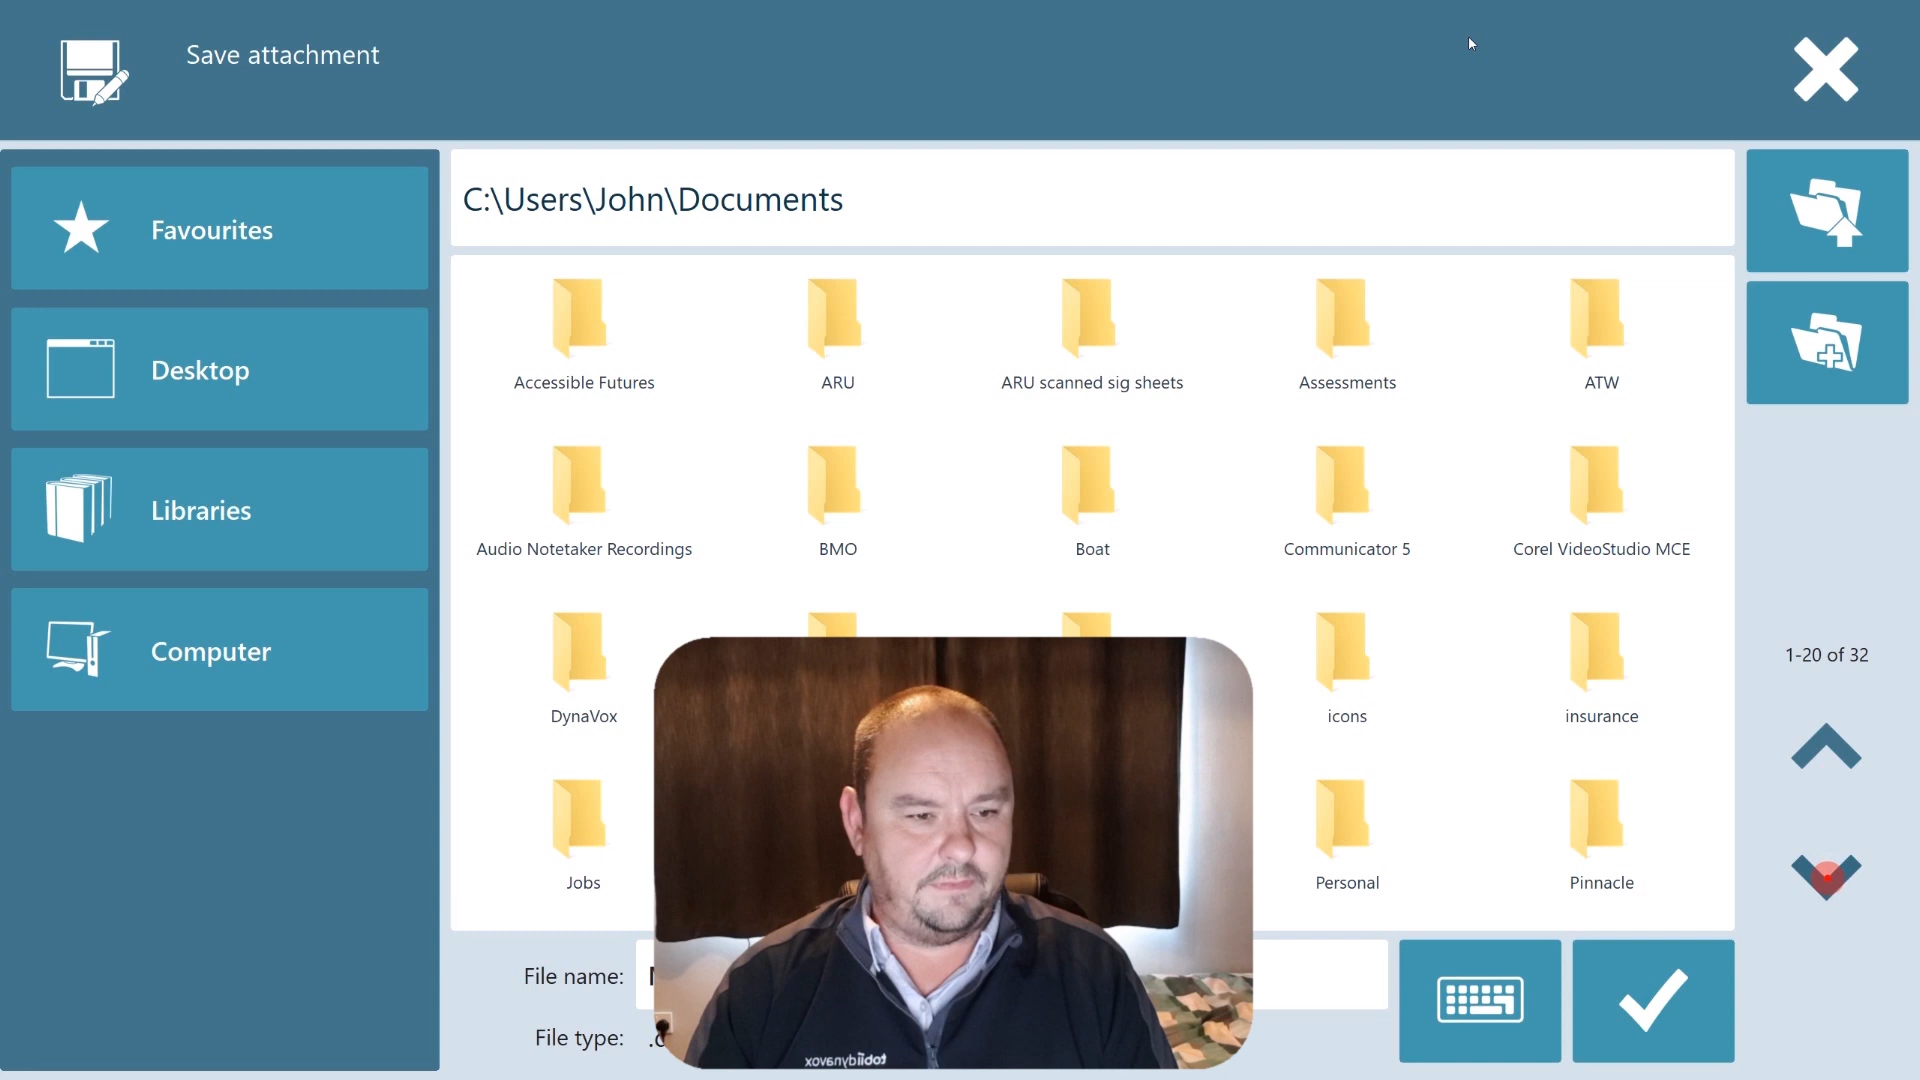 Save attachment
Favourites
Desktop
Libraries
Computer
C:\Users\John\Documents
Accessible Futures
ARU
ARU scanned sig sheets
Assessments
ATW
Audio Notetaker Recordings
BMO
Boat
Communicator 5
Corel VideoStudio MCE
DynaVox
icons
insurance
Jobs
Personal
Pinnacle
1-20 of 32
File name:
File type:
tobiidynavox